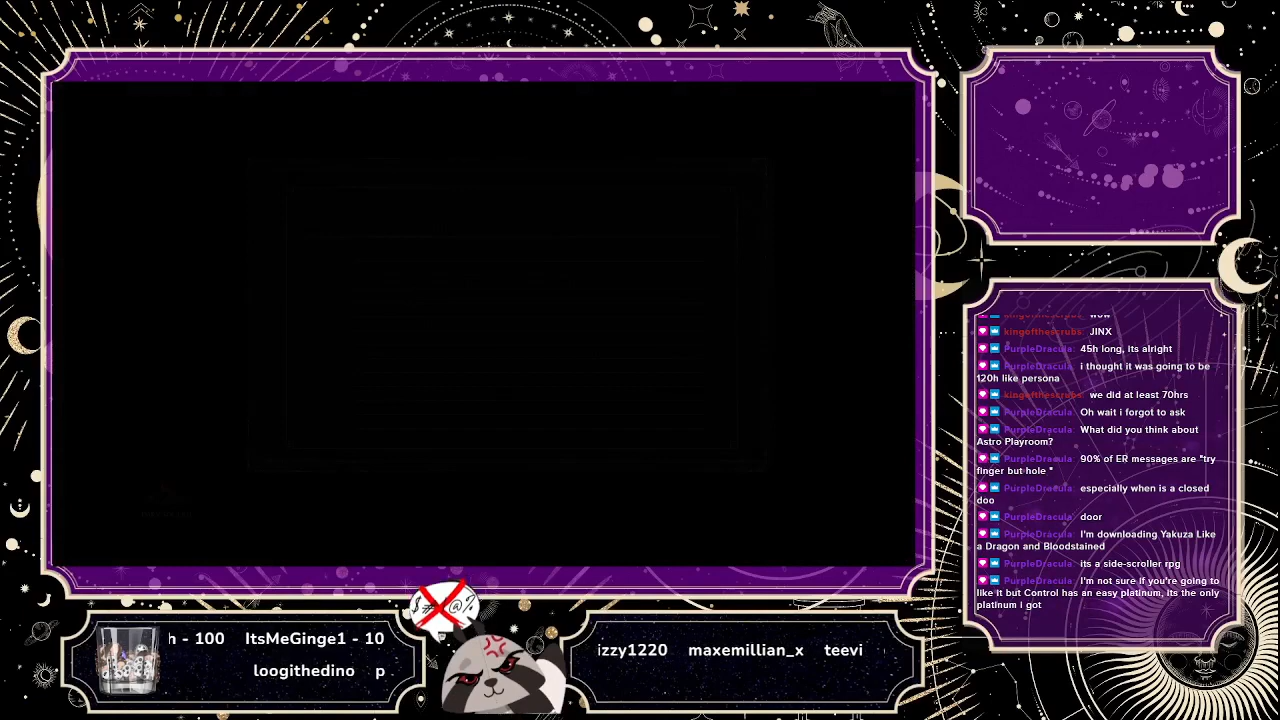 kingofthescrubs: wow
kingofthescrubs: JINX
PurpleDracula: 45h long, its alright
PurpleDracula: i thought it was going to be
120h like persona
kingofthescrubs: we did at least 70hrs
PurpleDracula: Oh wait i forgot to ask
PurpleDracula: What did you think about
Astro Playroom?
PurpleDracula: 90% of ER messages are "try
finger but hole "
PurpleDracula: especially when is a closed
doo
PurpleDracula: door
PurpleDracula: I'm downloading Yakuza Like
a Dragon and Bloodstained
PurpleDracula: its a side-scroller rpg
PurpleDracula: I'm not sure if you're going to
like it but Control has an easy platinum. Its the only
platinum i got
h - 100 ItsMeGinge1 - 10
loogithedino p
izzy1220 maxemillian_x teevi